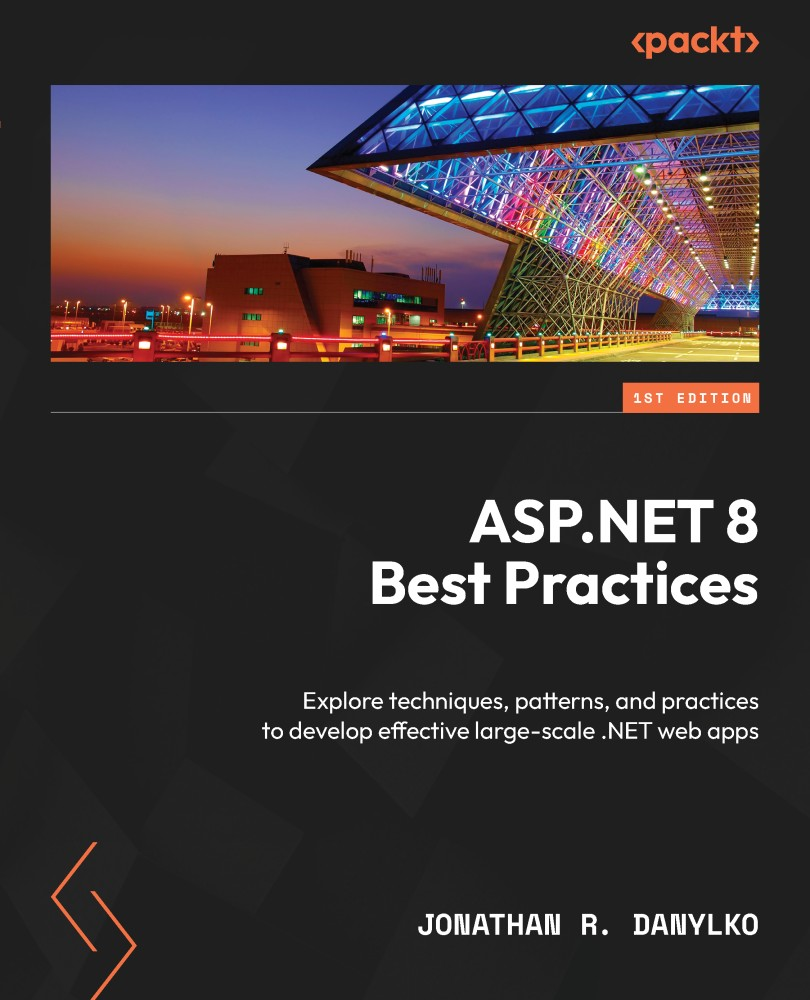 <packt>
1ST EDITION
ASP.NET 8
Best Practices
Explore techniques, patterns, and practices
to develop effective large-scale .NET web apps
JONATHAN R. DANYLKO